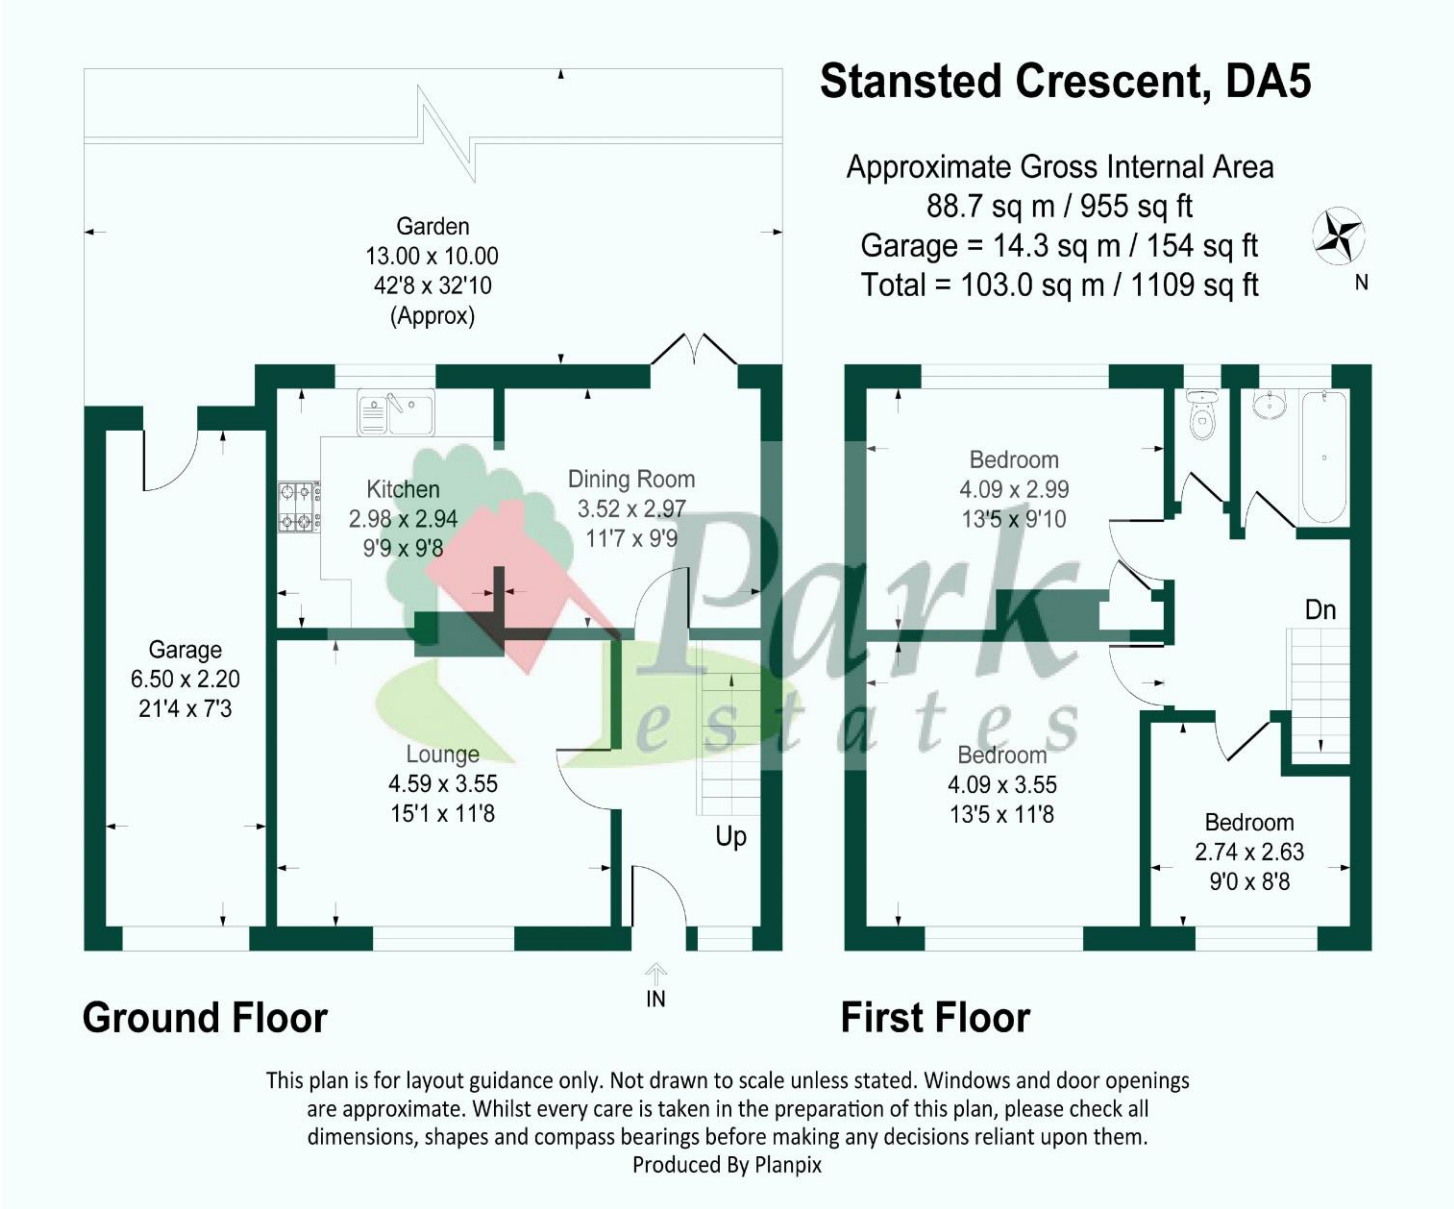 Stansted Crescent, DA5
Approximate Gross Internal Area
88.7 sq m / 955 sq ft
Garage = 14.3 sq m / 154 sq ft
Total = 103.0 sq m / 1109 sq ft
N
Garden
13.00 x 10.00
42'8 x 32'10
(Approx)
Kitchen
2.98 x 2.94
9'9 x 9'8
Dining Room
3.52 x 2.97
11'7 x 9'9
Garage
6.50 x 2.20
21'4 x 7'3
Lounge
4.59 x 3.55
15'1 x 11'8
Up
IN
Park
estates
Bedroom
4.09 x 2.99
13'5 x 9'10
Dn
Bedroom
4.09 x 3.55
13'5 x 11'8
Bedroom
2.74 x 2.63
9'0 x 8'8
Ground Floor
First Floor
This plan is for layout guidance only. Not drawn to scale unless stated. Windows and door openings
are approximate. Whilst every care is taken in the preparation of this plan, please check all
dimensions, shapes and compass bearings before making any decisions reliant upon them.
Produced By Planpix